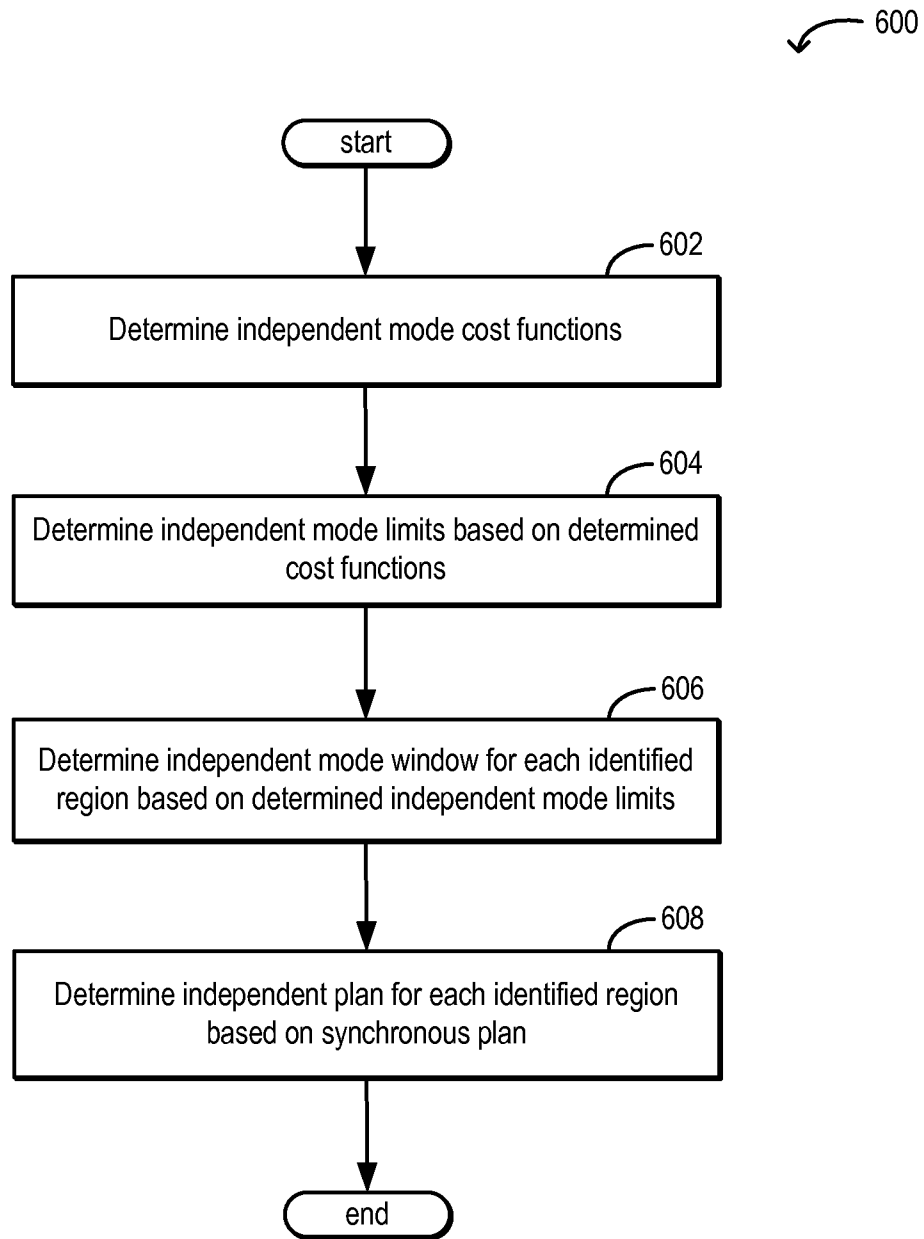 600
start
602
Determine independent mode cost functions
604
Determine independent mode limits based on determined
cost functions
606
Determine independent mode window for each identified
region based on determined independent mode limits
608
Determine independent plan for each identified region
based on synchronous plan
end